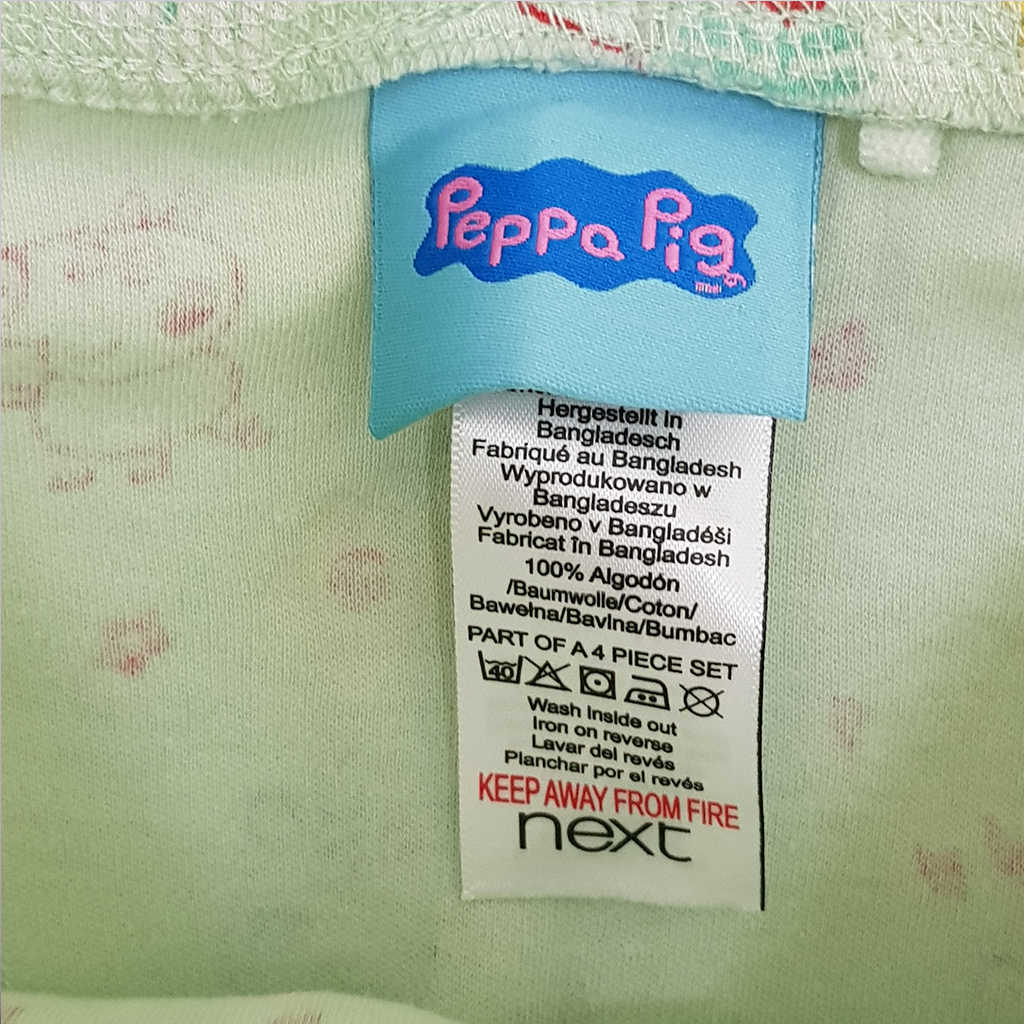 Peppa Pig
Hergestellt in
Bangladesch
Fabriqué au Bangladesh
Wyprodukowano w
Bangladeszu
Vyrobeno v Bangladéši
Fabricat în Bangladesh
100% Algodón
/Baumwolle/Coton/
Bawełna/Bavlna/Bumbac
PART OF A 4 PIECE SET
40
Wash inside out
Iron on reverse
Lavar del revés
Planchar por el revés
KEEP AWAY FROM FIRE
next